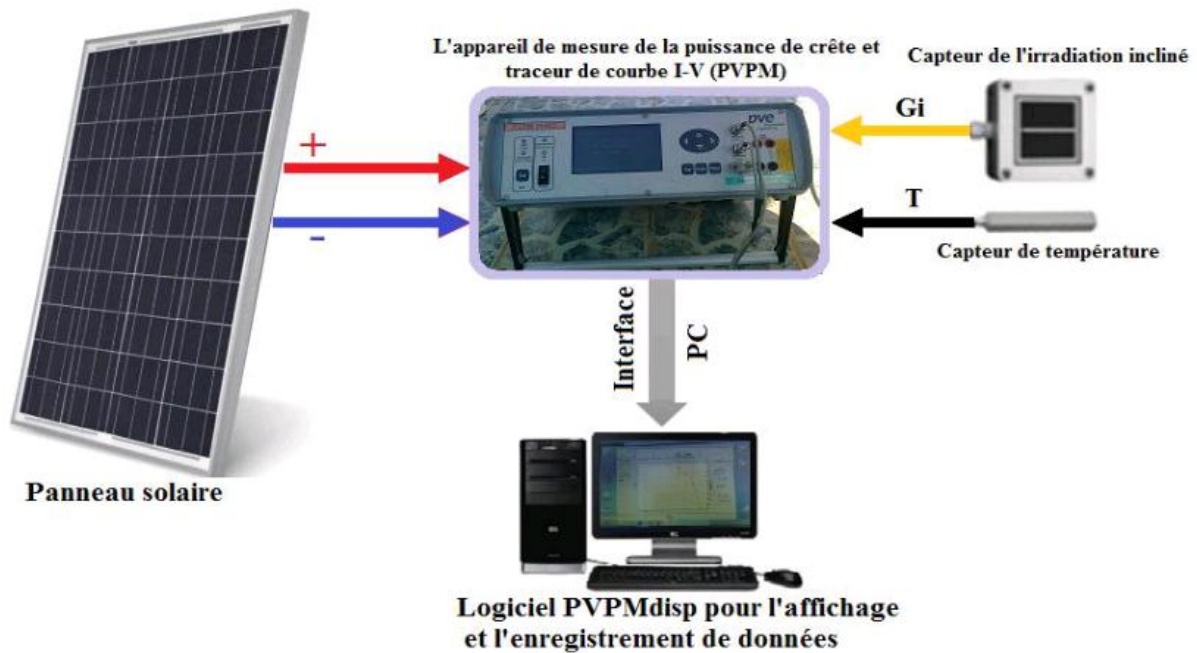 L'appareil de mesure de la puissance de crête et
traceur de courbe I-V (PVPM)
Capteur de l'irradiation incliné
pve
Gi
+
T
-
Capteur de température
Interface
PC
Panneau solaire
Logiciel PVPMdisp pour l'affichage
et l'enregistrement de données